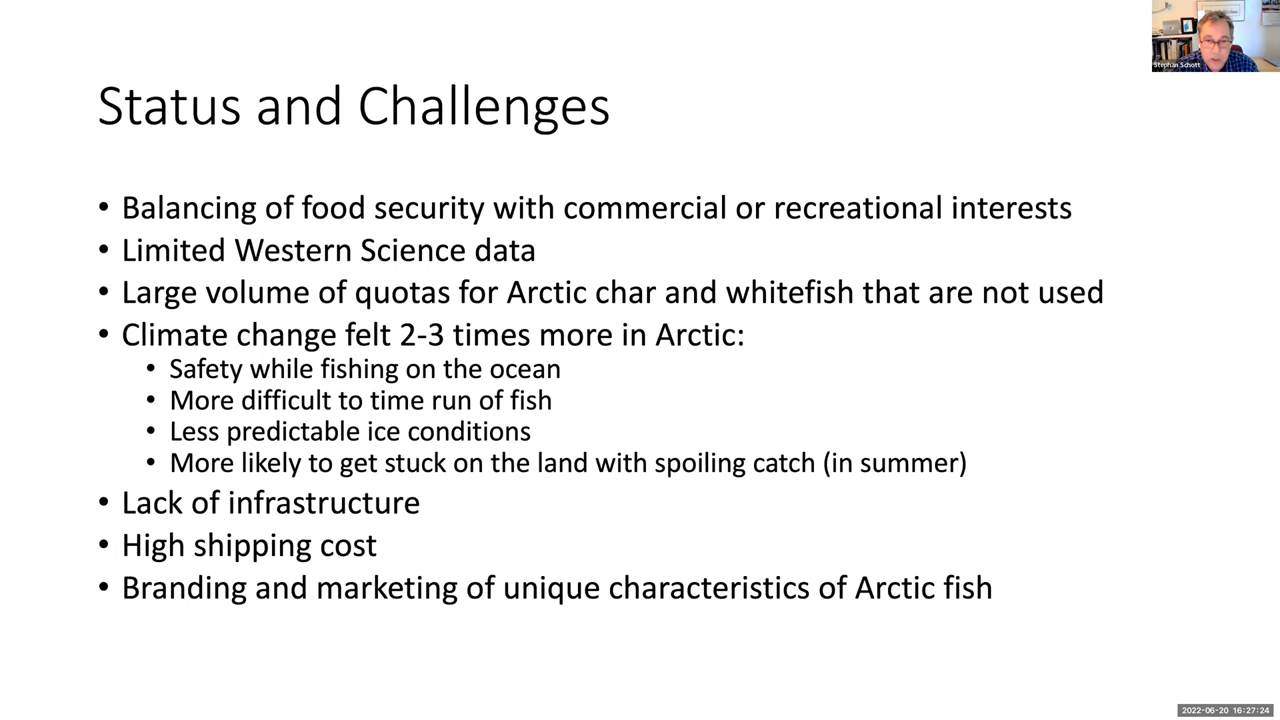 Stephan Schott
Status and Challenges
• Balancing of food security with commercial or recreational interests
• Limited Western Science data
• Large volume of quotas for Arctic char and whitefish that are not used
• Climate change felt 2-3 times more in Arctic:
• Safety while fishing on the ocean
• More difficult to time run of fish
• Less predictable ice conditions
• More likely to get stuck on the land with spoiling catch (in summer)
• Lack of infrastructure
• High shipping cost
• Branding and marketing of unique characteristics of Arctic fish
2022-06-20 16:27:24